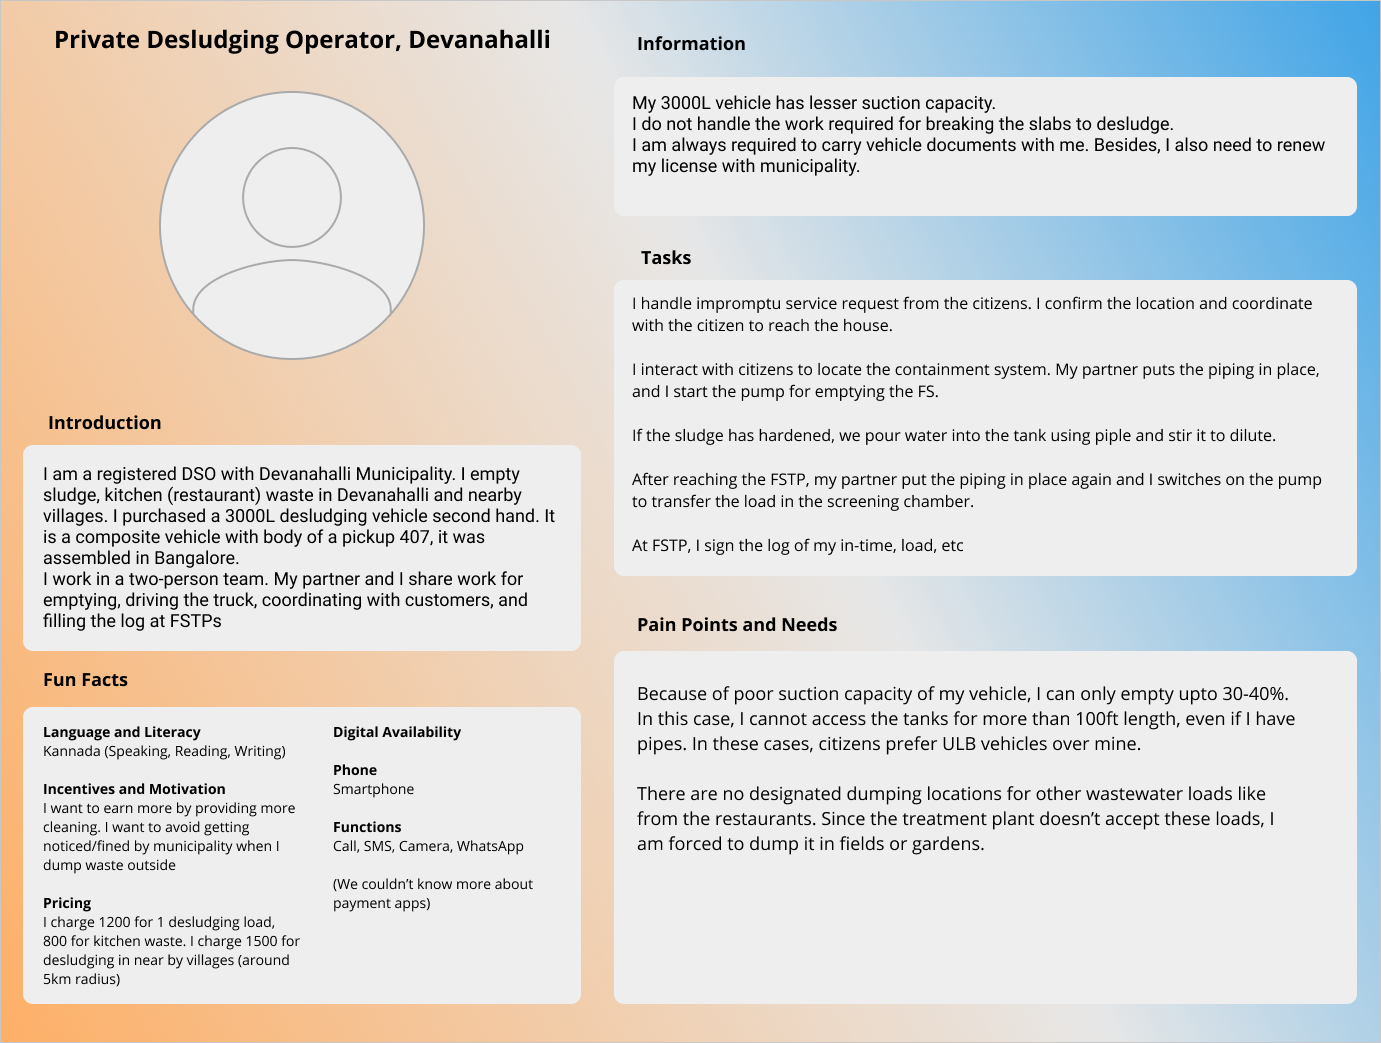 Private Desludging Operator, Devanahalli
Introduction
I am a registered DSO with Devanahalli Municipality. I empty
sludge, kitchen (restaurant) waste in Devanahalli and nearby
villages. I purchased a 3000L desludging vehicle second hand. It
is a composite vehicle with body of a pickup 407, it was
assembled in Bangalore.
I work in a two-person team. My partner and I share work for
emptying, driving the truck, coordinating with customers, and
filling the log at FSTPs
Fun Facts
Language and Literacy
Kannada (Speaking, Reading, Writing)
Incentives and Motivation
I want to earn more by providing more
cleaning. I want to avoid getting
noticed/fined by municipality when I
dump waste outside
Pricing
I charge 1200 for 1 desludging load,
800 for kitchen waste. I charge 1500 for
desludging in near by villages (around
5km radius)
Digital Availability
Phone
Smartphone
Functions
Call, SMS, Camera, WhatsApp
(We couldn’t know more about
payment apps)
Information
My 3000L vehicle has lesser suction capacity.
I do not handle the work required for breaking the slabs to desludge.
I am always required to carry vehicle documents with me. Besides, I also need to renew
my license with municipality.
Tasks
I handle impromptu service request from the citizens. I confirm the location and coordinate
with the citizen to reach the house.
I interact with citizens to locate the containment system. My partner puts the piping in place,
and I start the pump for emptying the FS.
If the sludge has hardened, we pour water into the tank using piple and stir it to dilute.
After reaching the FSTP, my partner put the piping in place again and I switches on the pump
to transfer the load in the screening chamber.
At FSTP, I sign the log of my in-time, load, etc
Pain Points and Needs
Because of poor suction capacity of my vehicle, I can only empty upto 30-40%.
In this case, I cannot access the tanks for more than 100ft length, even if I have
pipes. In these cases, citizens prefer ULB vehicles over mine.
There are no designated dumping locations for other wastewater loads like
from the restaurants. Since the treatment plant doesn’t accept these loads, I
am forced to dump it in fields or gardens.